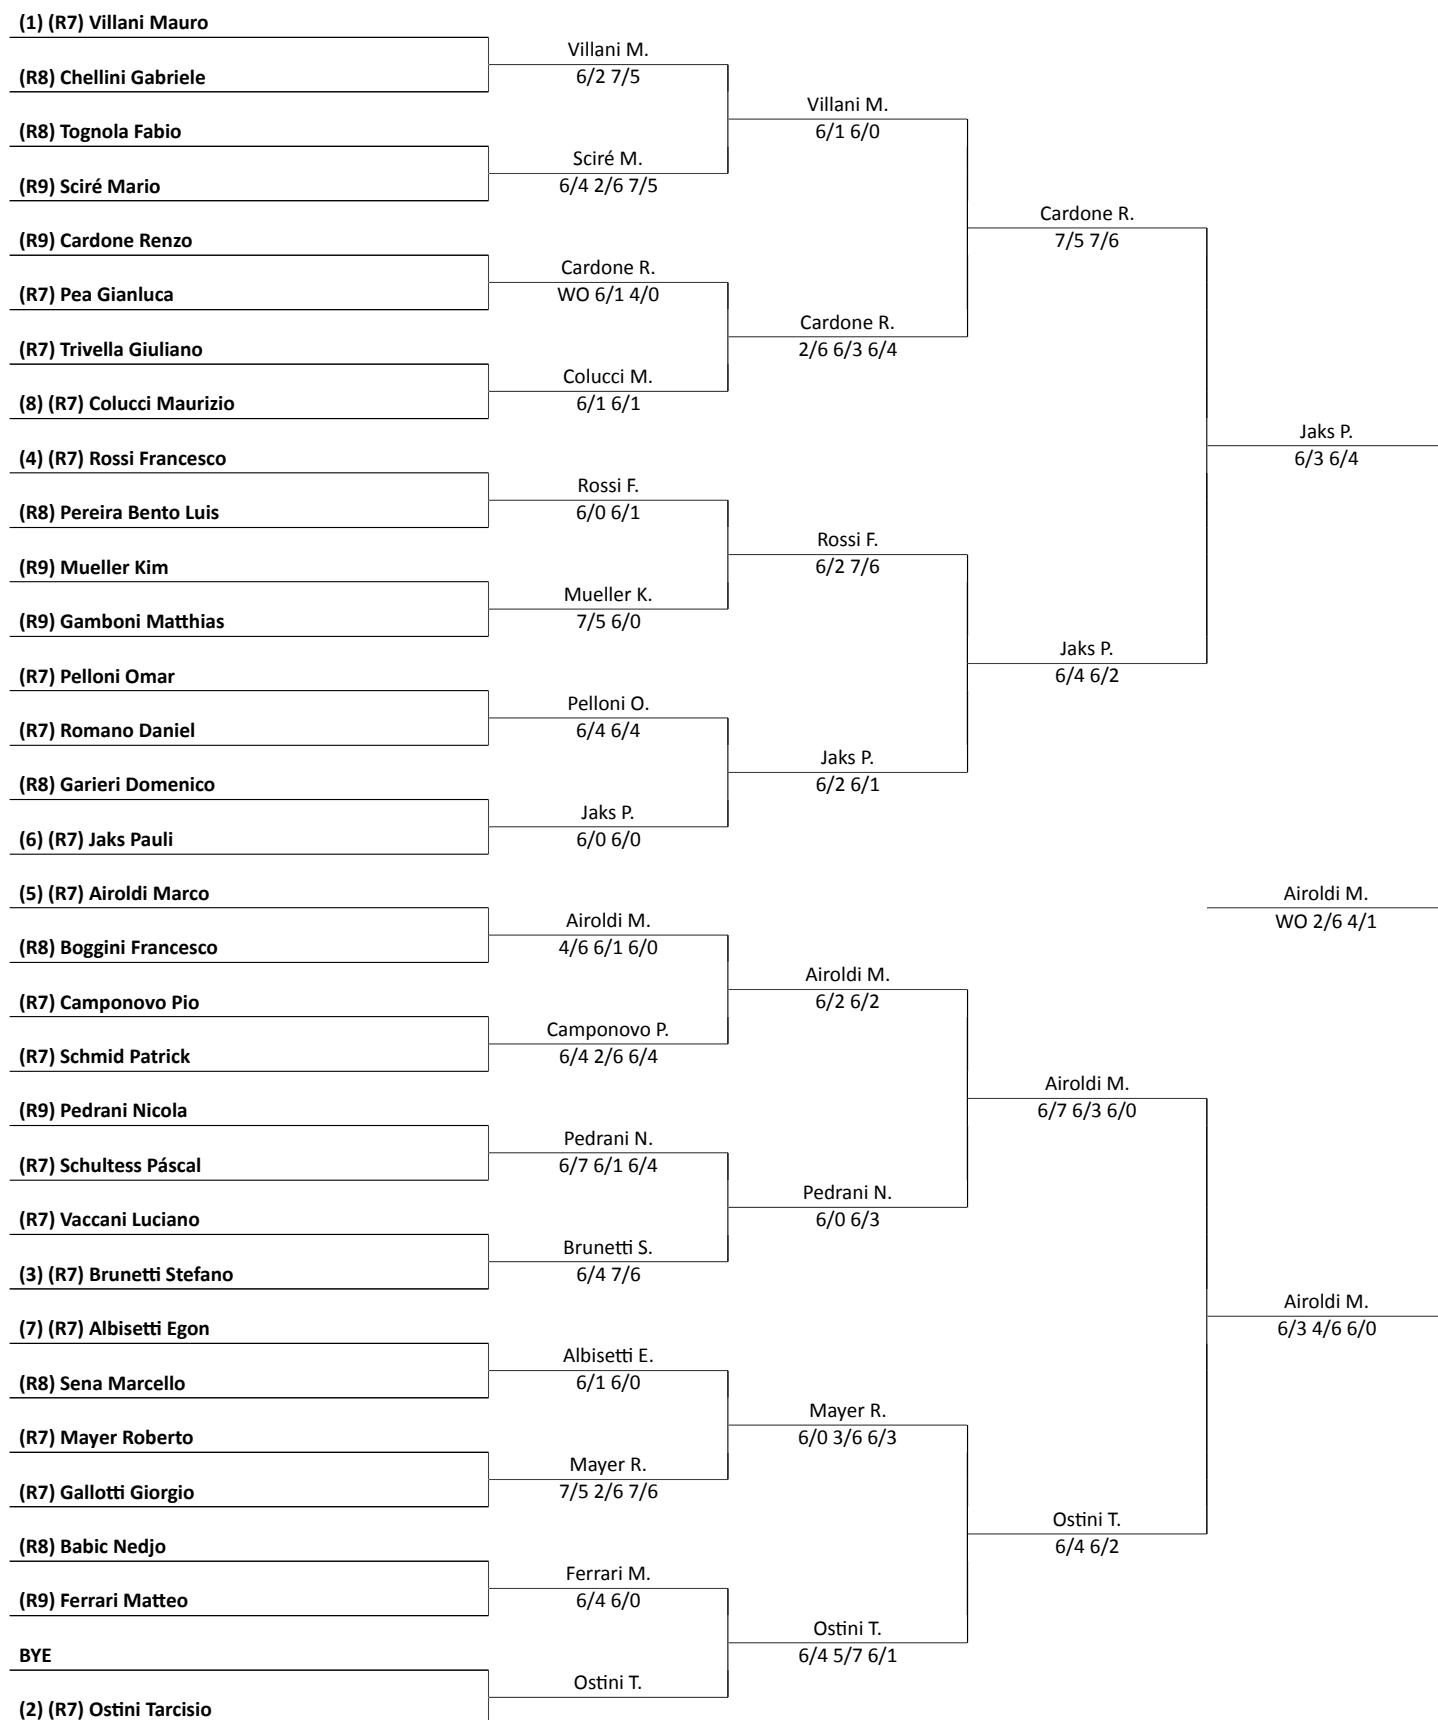 (1) (R7) Villani Mauro
Villani M.
(R8) Chellini Gabriele
6/2 7/5
Villani M.
(R8) Tognola Fabio
6/1 6/0
Sciré M.
(R9) Sciré Mario
6/4 2/6 7/5
Cardone R.
(R9) Cardone Renzo
7/5 7/6
Cardone R.
(R7) Pea Gianluca
WO 6/1 4/0
Cardone R.
(R7) Trivella Giuliano
2/6 6/3 6/4
Colucci M.
(8) (R7) Colucci Maurizio
6/1 6/1
Jaks P.
(4) (R7) Rossi Francesco
6/3 6/4
Rossi F.
(R8) Pereira Bento Luis
6/0 6/1
Rossi F.
(R9) Mueller Kim
6/2 7/6
Mueller K.
(R9) Gamboni Matthias
7/5 6/0
Jaks P.
(R7) Pelloni Omar
6/4 6/2
Pelloni O.
(R7) Romano Daniel
6/4 6/4
Jaks P.
(R8) Garieri Domenico
6/2 6/1
Jaks P.
(6) (R7) Jaks Pauli
6/0 6/0
(5) (R7) Airoldi Marco
Airoldi M.
WO 2/6 4/1
Airoldi M.
(R8) Boggini Francesco
4/6 6/1 6/0
Airoldi M.
(R7) Camponovo Pio
6/2 6/2
Camponovo P.
(R7) Schmid Patrick
6/4 2/6 6/4
Airoldi M.
(R9) Pedrani Nicola
6/7 6/3 6/0
Pedrani N.
(R7) Schultess Páscal
6/7 6/1 6/4
Pedrani N.
(R7) Vaccani Luciano
6/0 6/3
Brunetti S.
(3) (R7) Brunetti Stefano
6/4 7/6
Airoldi M.
(7) (R7) Albisetti Egon
6/3 4/6 6/0
Albisetti E.
(R8) Sena Marcello
6/1 6/0
Mayer R.
(R7) Mayer Roberto
6/0 3/6 6/3
Mayer R.
(R7) Gallotti Giorgio
7/5 2/6 7/6
Ostini T.
(R8) Babic Nedjo
6/4 6/2
Ferrari M.
(R9) Ferrari Matteo
6/4 6/0
Ostini T.
BYE
6/4 5/7 6/1
Ostini T.
(2) (R7) Ostini Tarcisio